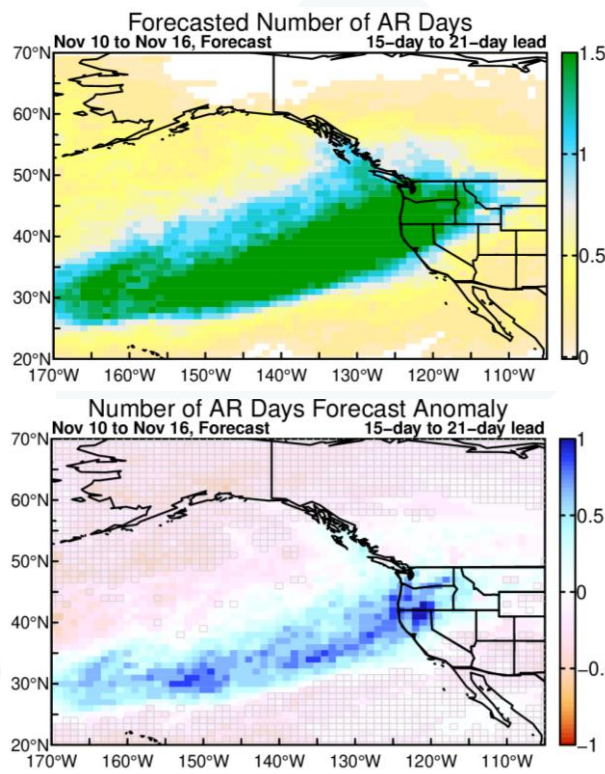 Forecasted Number of AR Days
Nov 10 to Nov 16, Forecast 15-day to 21-day lead
70°N
60°N
50°N
40°N
30°N
20°N
170°W 160°W 150°W 140°W 130°W 120°W 110°W
1.5
1
0.5
0
Number of AR Days Forecast Anomaly
Nov 10 to Nov 16, Forecast 15-day to 21-day lead
70°N
60°N
50°N
40°N
30°N
20°N
170°W 160°W 150°W 140°W 130°W 120°W 110°W
1
0.5
0
-0.
-1